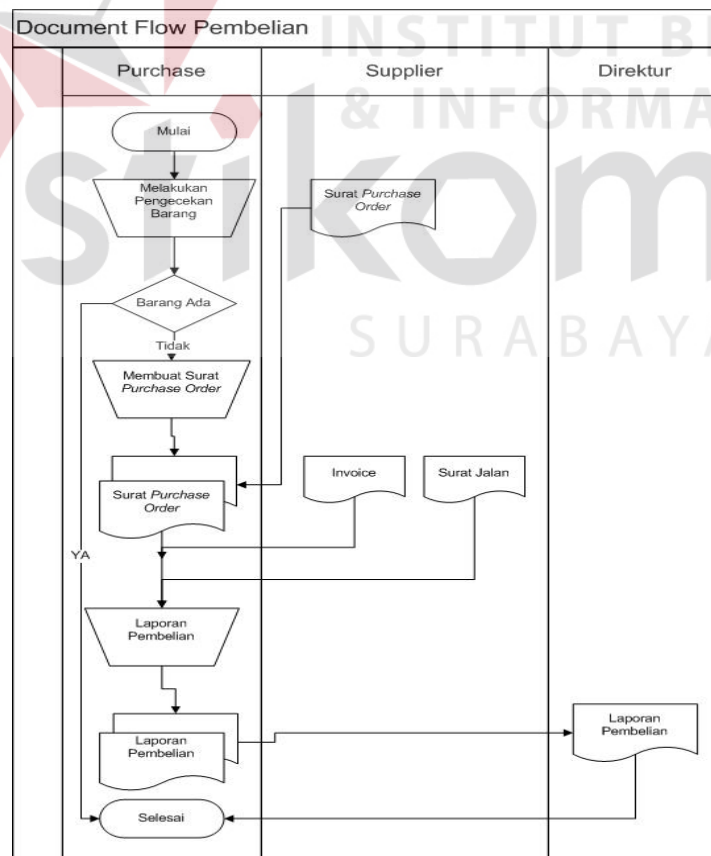 Document Flow Pembelian
INSTITUT BI
& INFORMA
stikom
SURABAYA
Purchase
Supplier
Direktur
Mulai
Melakukan
Pengecekan
Barang
Surat Purchase
Order
Barang Ada
Tidak
Membuat Surat
Purchase Order
Surat Purchase
Order
Invoice
Surat Jalan
YA
Laporan
Pembelian
Laporan
Pembelian
Laporan
Pembelian
Selesai